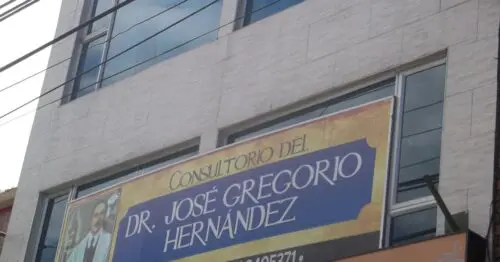 CONSULTORIO DEL
DR. JOSÉ GREGORIO
HERNÁNDEZ